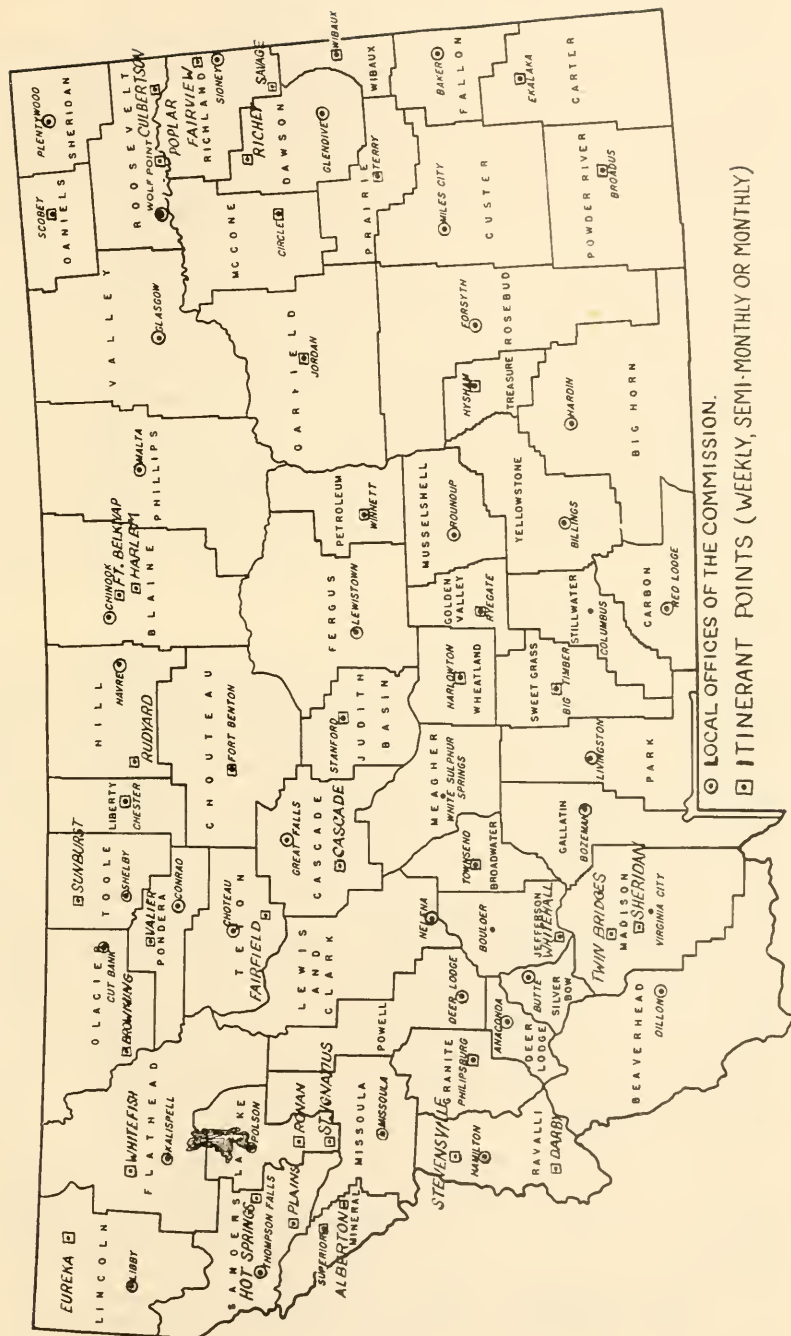 EUREKA
LINCOLN
LIBBY
WHITEFISH
FLATHEAD
KALISPELL
LAKE
POLSON
RONAN
ST. IGNATIUS
SANDERS
HOT SPRINGS
THOMPSON FALLS
PLAINS
SUPERIOR
ALBERTON
MINERAL
MISSOULA
MISSOULA
GLACIER
CUT BANK
BROWNING
SUNBURST
TOOLE
SHELBY
VALIER
PONDERA
CONRAD
TETON
CHOTEAU
FAIRFIELD
LEWIS
AND
CLARK
HELENA
POWELL
DEER LODGE
GRANITE
PHILIPSBURG
STEVENSVILLE
HAMILTON
RAVALLI
DARBY
ANACONDA
DEER
LODGE
BUTTE
SILVER
BOW
BOULDER
JEFFERSON
WHITEHALL
TWIN BRIDGES
MADISON
SHERIDAN
VIRGINIA CITY
BEAVERHEAD
DILLON
LIBERTY
CHESTER
HILL
HAVRE
RUDYARD
CHOUTEAU
FORT BENTON
GREAT FALLS
CASCADE
CASCADE
STANFORD
JUDITH
BASIN
MEAGHER
WHITE SULPHUR
SPRINGS
TOWNSEND
BROADWATER
GALLATIN
BOZEMAN
LIVINGSTON
PARK
CHINOOK
FT. BELKNAP
HARLEM
BLAINE
MALTA
PHILLIPS
FERGUS
LEWISTOWN
PETROLEUM
WINNETT
HARLOWTON
WHEATLAND
GOLDEN
VALLEY
RYEGATE
MUSSELSHELL
ROUNDUP
SWEET GRASS
BIG TIMBER
STILLWATER
COLUMBUS
YELLOWSTONE
BILLINGS
CARBON
RED LODGE
VALLEY
GLASGOW
GARFIELD
JORDAN
HYSHAM
TREASURE
ROSEBUD
FORSYTH
HARDIN
BIG HORN
SCOBEY
DANIELS
PLENTYWOOD
SHERIDAN
ROOSEVELT
WOLF POINT
CULBERTSON
POPLAR
FAIRVIEW
RICHLAND
SIDNEY
SAVAGE
MCCONE
CIRCLE
RICHEY
DAWSON
GLENDIVE
WIBAUX
WIBAUX
PRAIRIE
TERRY
MILES CITY
CUSTER
BAKER
FALLON
EKALAKA
CARTER
POWDER RIVER
BROADUS
LOCAL OFFICES OF THE COMMISSION.
ITINERANT POINTS (WEEKLY, SEMI-MONTHLY OR MONTHLY)